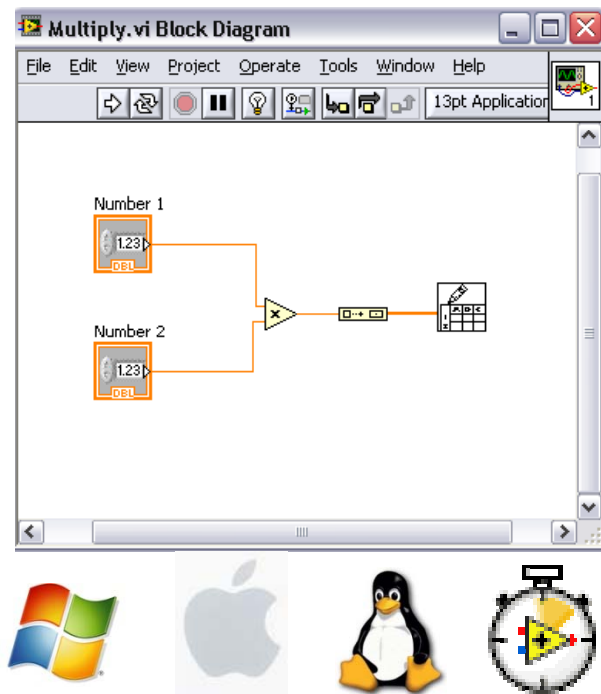 Multiply.vi Block Diagram
File Edit View Project Operate Tools Window Help
13pt Application
1
Number 1
1.23
DBL
Number 2
1.23
DBL